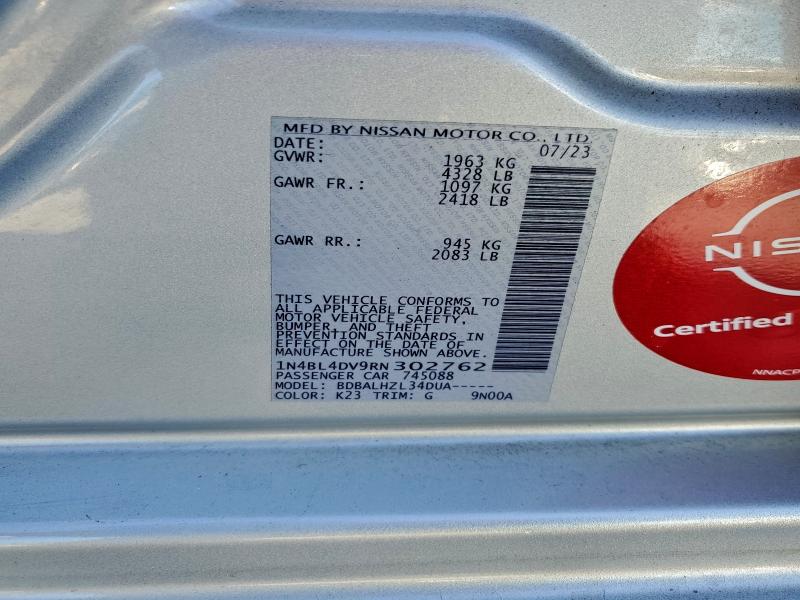 MFD BY NISSAN MOTOR CO., LTD.
DATE: 07/23
GVWR: 1963 KG
4328 LB
GAWR FR.: 1097 KG
2418 LB
GAWR RR.: 945 KG
2083 LB
THIS VEHICLE CONFORMS TO
ALL APPLICABLE FEDERAL
MOTOR VEHICLE SAFETY,
BUMPER, AND THEFT
PREVENTION STANDARDS IN
EFFECT ON THE DATE OF
MANUFACTURE SHOWN ABOVE.
1N4BL4DV9RN302762
PASSENGER CAR 745088
MODEL: BDBALHZL34DUA-----
COLOR: K23 TRIM: G 9N00A
NIS
Certified
NNACP